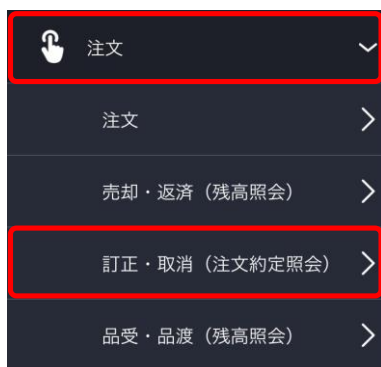 注文
注文
売却・返済（残高照会）
訂正・取消（注文約定照会）
品受・品渡（残高照会）